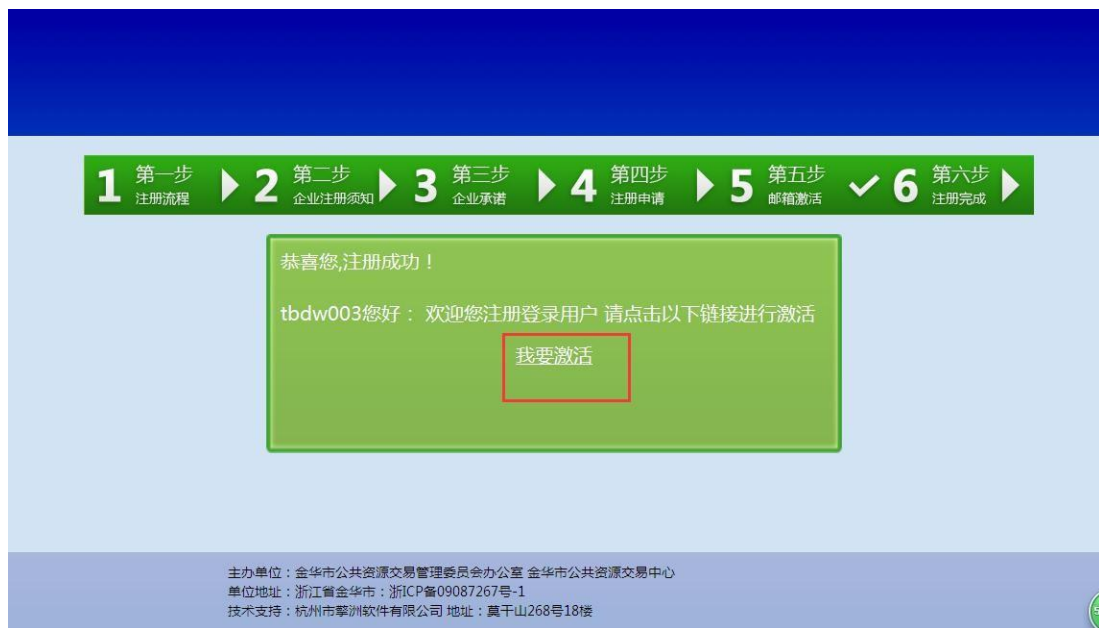 1 第一步 2 第二步 3 第三步 4 第四步 5 第五步 6 第六步
注册流程 企业注册须知 企业承诺 注册申请 邮箱激活 注册完成
恭喜您,注册成功！
tbdw003您好： 欢迎您注册登录用户 请点击以下链接进行激活
我要激活
主办单位：金华市公共资源交易管理委员会办公室 金华市公共资源交易中心
单位地址：浙江省金华市：浙ICP备09087267号-1
技术支持：杭州市擎洲软件有限公司 地址：莫干山268号18楼